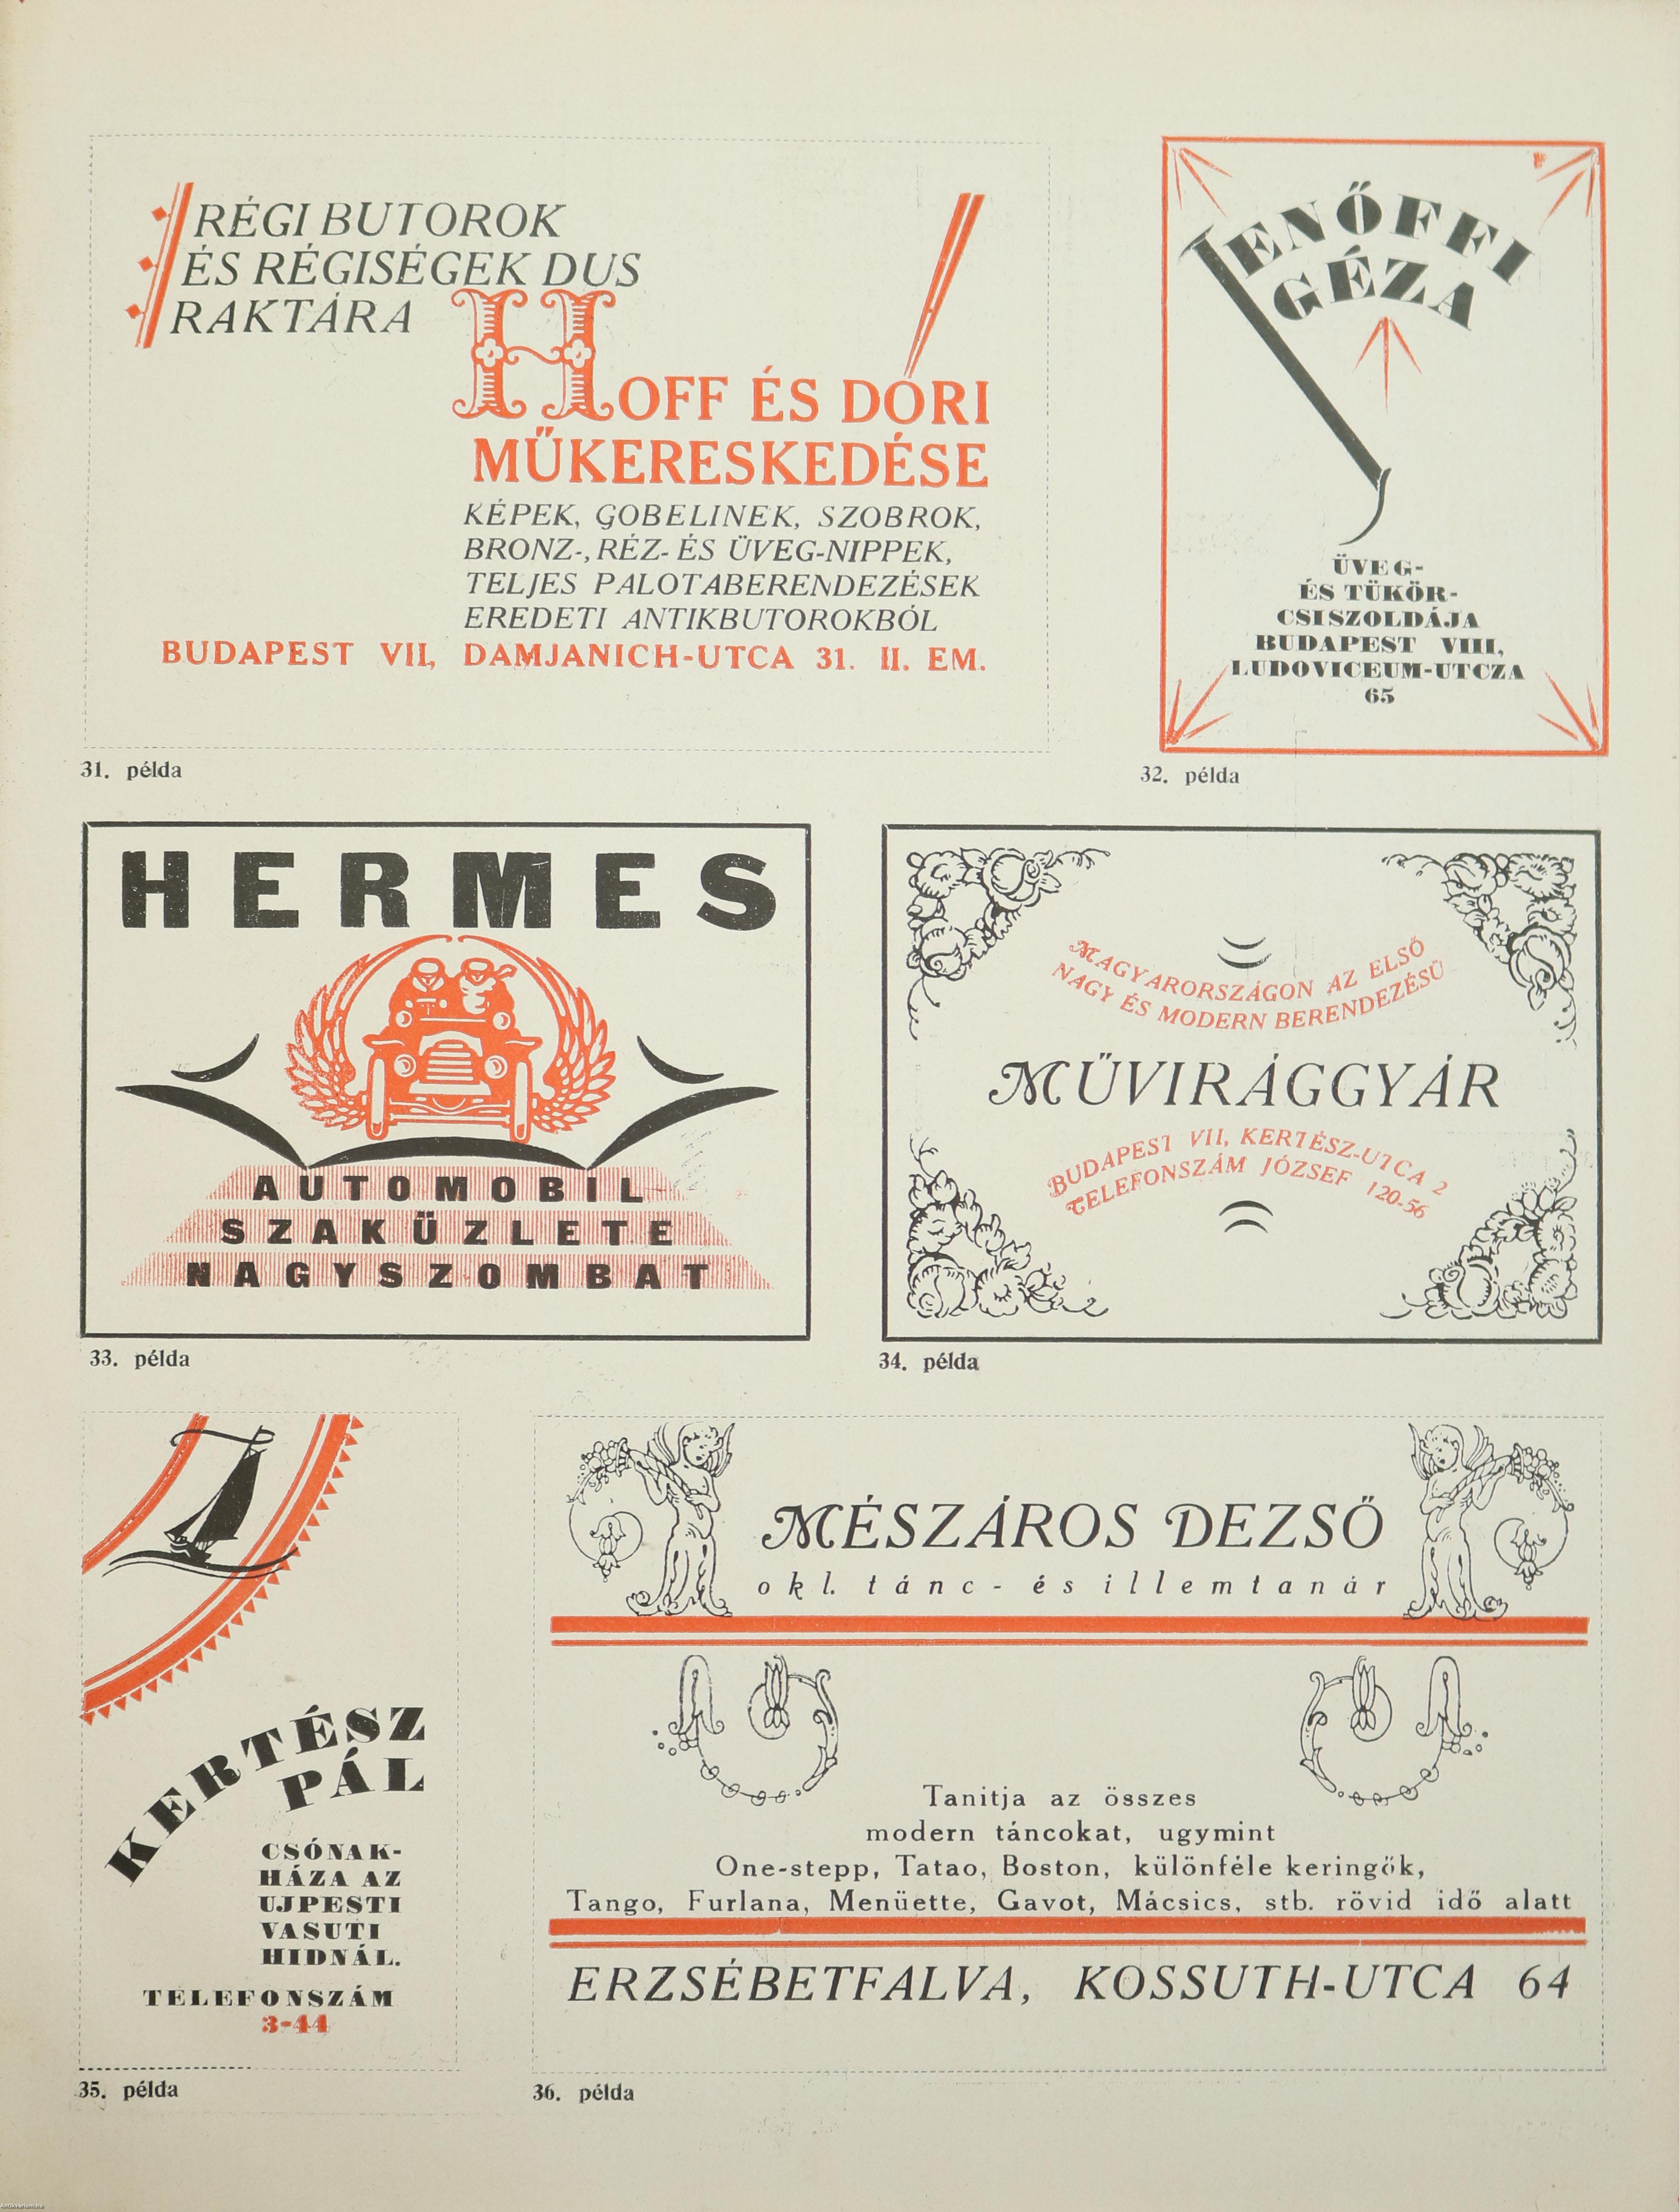 RÉGI BUTOROK
ÉS RÉGISÉGEK DUS
RAKTÁRA
HOFF ÉS DÓRI
MŰKERESKEDÉSE
KÉPEK, GOBELINEK, SZOBROK,
BRONZ-, RÉZ- ÉS ÜVEG-NIPPEK,
TELJES PALOTABERENDEZÉSEK
EREDETI ANTIKBUTOROKBÓL
BUDAPEST VII, DAMJANICH-UTCA 31. II. EM.
31. példa
JENŐFFI
GÉZA
ÜVEG-
ÉS TÜKÖR-
CSISZOLDÁJA
BUDAPEST VIII,
LUDOVICEUM-UTCZA
65
32. példa
HERMES
AUTOMOBIL
SZAKÜZLETE
NAGYSZOMBAT
33. példa
MAGYARORSZÁGON AZ ELSŐ
NAGY ÉS MODERN BERENDEZÉSÜ
MŰVIRÁGGYÁR
BUDAPEST VII, KERTÉSZ-UTCA 2
TELEFONSZÁM JÓZSEF 120-56
34. példa
KERTÉSZ
PÁL
CSÓNAK-
HÁZA AZ
UJPESTI
VASUTI
HIDNÁL.
TELEFONSZÁM
3-44
35. példa
MÉSZÁROS DEZSŐ
okl. tánc- és illemtanár
Tanitja az összes
modern táncokat, ugymint
One-stepp, Tatao, Boston, különféle keringők,
Tango, Furlana, Menüette, Gavot, Mácsics, stb. rövid idő alatt
ERZSÉBETFALVA, KOSSUTH-UTCA 64
36. példa
Antikvarium.hu